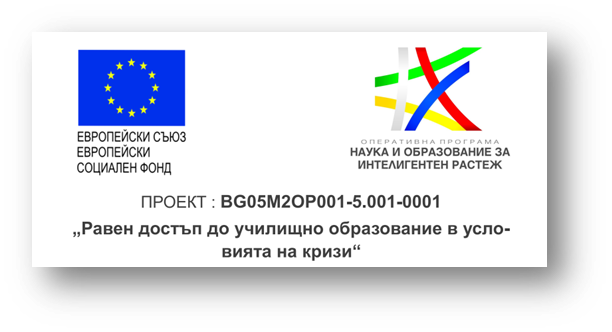 ЕВРОПЕЙСКИ СЪЮЗ
ЕВРОПЕЙСКИ
СОЦИАЛЕН ФОНД
ОПЕРАТИВНА ПРОГРАМА
НАУКА И ОБРАЗОВАНИЕ ЗА
ИНТЕЛИГЕНТЕН РАСТЕЖ
ПРОЕКТ : BG05M2OP001-5.001-0001
„Равен достъп до училищно образование в усло-
вията на кризи“